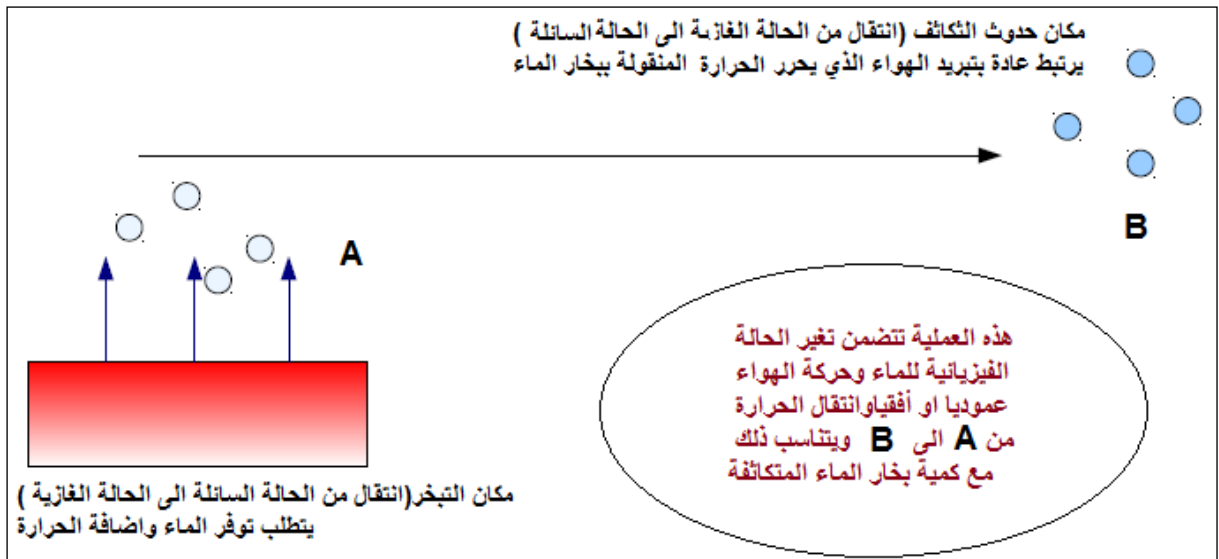 مكان حدوث التكاثف (انتقال من الحالة الغازية الى الحالة السائلة )
يرتبط عادة بتبريد الهواء الذي يحرر الحرارة المنقولة ببخار الماء
A
B
هذه العملية تتضمن تغير الحالة
الفيزيائية للماء وحركة الهواء
عموديا او أفقياوانتقال الحرارة
من A الى B ويتناسب ذلك
مع كمية بخار الماء المتكاثفة
مكان التبخر(انتقال من الحالة السائلة الى الحالة الغازية )
يتطلب توفر الماء واضافة الحرارة